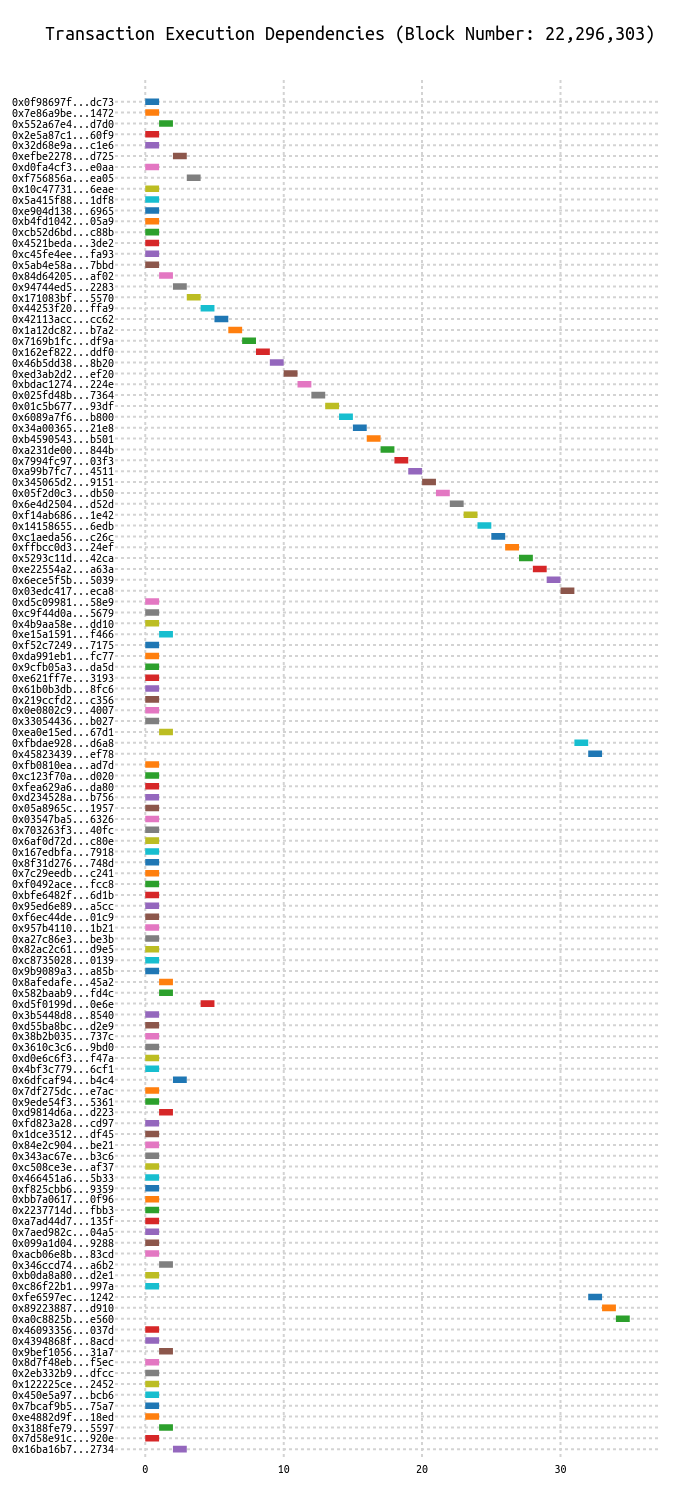 Transaction Execution Dependencies (Block Number: 22,296,303)
0x0f98697f...dc73
0x7e86a9be...1472
0x552a67e4...d7d0
0x2e5a87c1...60f9
0x32d68e9a...c1e6
0xefbe2278...d725
0xd0fa4cf3...e0aa
0xf756856a...ea05
0x10c47731...6eae
0x5a415f88...1df8
0xe904d138...6965
0xb4fd1042...05a9
0xcb52d6bd...c88b
0x4521beda...3de2
0xc45fe4ee...fa93
0x5ab4e58a...7bbd
0x84d64205...af02
0x94744ed5...2283
0x171083bf...5570
0x44253f20...ffa9
0x42113acc...cc62
0x1a12dc82...b7a2
0x7169b1fc...df9a
0x162ef822...ddf0
0x46b5dd38...8b20
0xed3ab2d2...ef20
0xbdac1274...224e
0x025fd48b...7364
0x01c5b677...93df
0x6089a7f6...b800
0x34a00365...21e8
0xb4590543...b501
0xa231de00...844b
0x7994fc97...03f3
0xa99b7fc7...4511
0x345065d2...9151
0x05f2d0c3...db50
0x6e4d2504...d52d
0xf14ab686...1e42
0x14158655...6edb
0xc1aeda56...c26c
0xffbcc0d3...24ef
0x5293c11d...42ca
0xe22554a2...a63a
0x6ece5f5b...5039
0x03edc417...eca8
0xd5c09981...58e9
0xc9f44d0a...5679
0x4b9aa58e...dd10
0xe15a1591...f466
0xf52c7249...7175
0xda991eb1...fc77
0x9cfb05a3...da5d
0xe621ff7e...3193
0x61b0b3db...8fc6
0x219ccfd2...c356
0x0e0802c9...4007
0x33054436...b027
0xea0e15ed...67d1
0xfbdae928...d6a8
0x45823439...ef78
0xfb0810ea...ad7d
0xc123f70a...d020
0xfea629a6...da80
0xd234528a...b756
0x05a8965c...1957
0x03547ba5...6326
0x703263f3...40fc
0x6af0d72d...c80e
0x167edbfa...7918
0x8f31d276...748d
0x7c29eedb...c241
0xf0492ace...fcc8
0xbfe6482f...6d1b
0x95ed6e89...a5cc
0xf6ec44de...01c9
0x957b4110...1b21
0xa27c86e3...be3b
0x82ac2c61...d9e5
0xc8735028...0139
0x9b9089a3...a85b
0x8afedafe...45a2
0x582baab9...fd4c
0xd5f0199d...0e6e
0x3b5448d8...8540
0xd55ba8bc...d2e9
0x38b2b035...737c
0x3610c3c6...9bd0
0xd0e6c6f3...f47a
0x4bf3c779...6cf1
0x6dfcaf94...b4c4
0x7df275dc...e7ac
0x9ede54f3...5361
0xd9814d6a...d223
0xfd823a28...cd97
0x1dce3512...df45
0x84e2c904...be21
0x343ac67e...b3c6
0xc508ce3e...af37
0x466451a6...5b33
0xf825cbb6...9359
0xbb7a0617...0f96
0x2237714d...fbb3
0xa7ad44d7...135f
0x7aed982c...04a5
0x099a1d04...9288
0xacb06e8b...83cd
0x346ccd74...a6b2
0xb0da8a80...d2e1
0xc86f22b1...997a
0xfe6597ec...1242
0x89223887...d910
0xa0c8825b...e560
0x46093356...037d
0x4394868f...8acd
0x9bef1056...31a7
0x8d7f48eb...f5ec
0x2eb332b9...dfcc
0x122225ce...2452
0x450e5a97...bcb6
0x7bcaf9b5...75a7
0xe4882d9f...18ed
0x3188fe79...5597
0x7d58e91c...920e
0x16ba16b7...2734
0 10 20 30